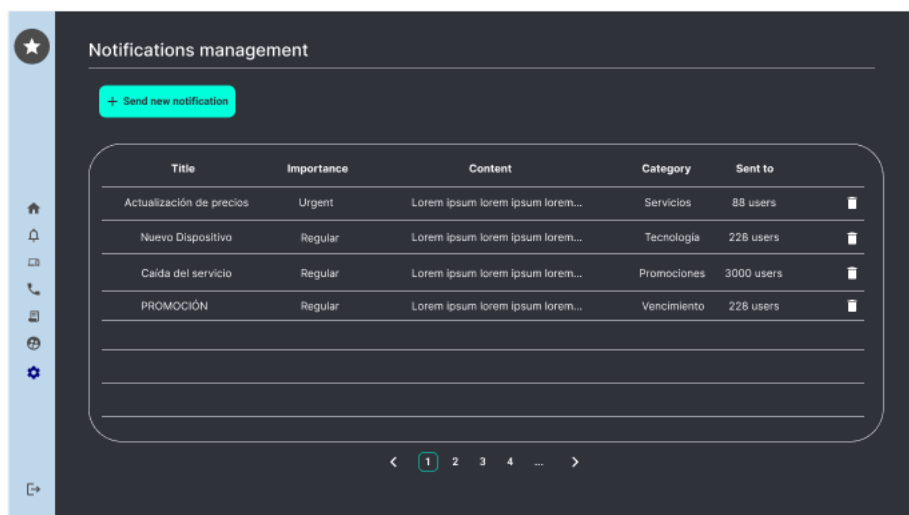 Notifications management
+ Send new notification
Title Importance Content Category Sent to
Actualización de precios Urgent Lorem ipsum lorem ipsum lorem... Servicios 88 users
Nuevo Dispositivo Regular Lorem ipsum lorem ipsum lorem... Tecnología 228 users
Caída del servicio Regular Lorem ipsum lorem ipsum lorem... Promociones 3000 users
PROMOCIÓN Regular Lorem ipsum lorem ipsum lorem... Vencimiento 228 users
1 2 3 4 ...